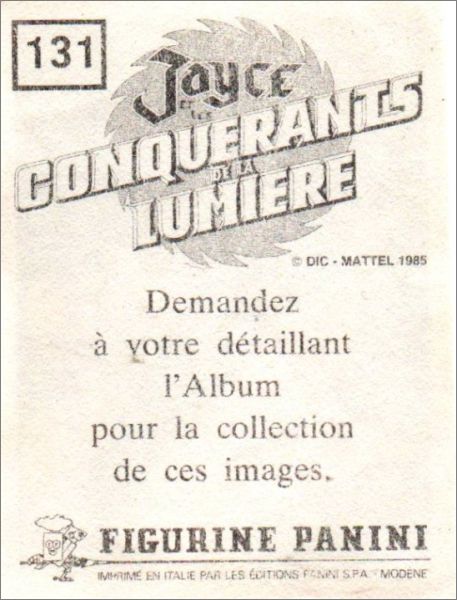 131
Jayce
ET LES
CONQUERANTS
DE LA
LUMIERE
© DIC - MATTEL 1985
Demandez
à votre détaillant
l'Album
pour la collection
de ces images.
FIGURINE PANINI
IMPRIMÉ EN ITALIE PAR LES ÉDITIONS PANINI S.P.A. - MODÈNE